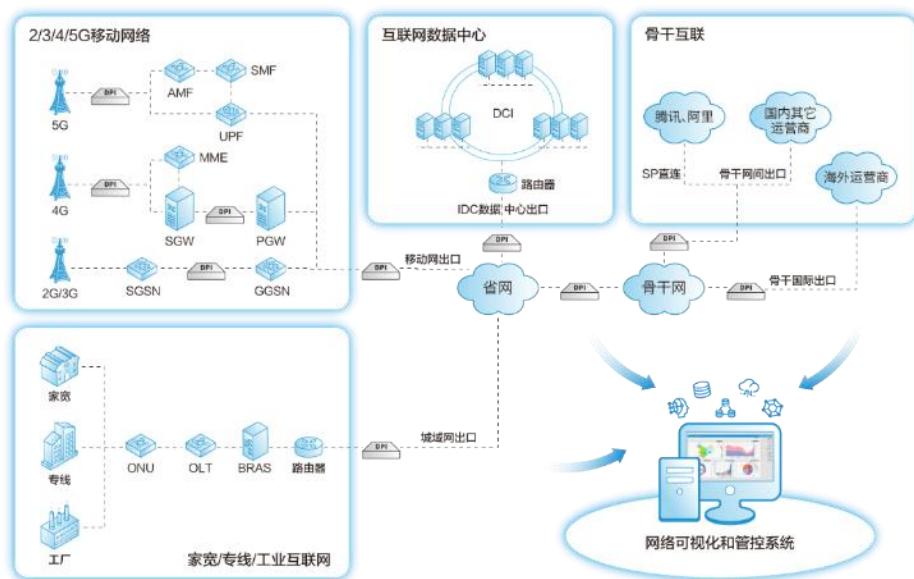 2/3/4/5G移动网络
5G
DPI
AMF
SMF
UPF
4G
DPI
MME
SGW
DPI
PGW
2G/3G
SGSN
DPI
GGSN
互联网数据中心
DCI
路由器
IDC数据中心出口
DPI
骨干互联
腾讯、阿里
国内其它
运营商
海外运营商
SP直连
骨干网间出口
DPI
移动网出口
DPI
省网
DPI
骨干网
DPI
骨干国际出口
家宽
专线
工厂
ONU
OLT
BRAS
路由器
城域网出口
DPI
家宽/专线/工业互联网
网络可视化和管控系统